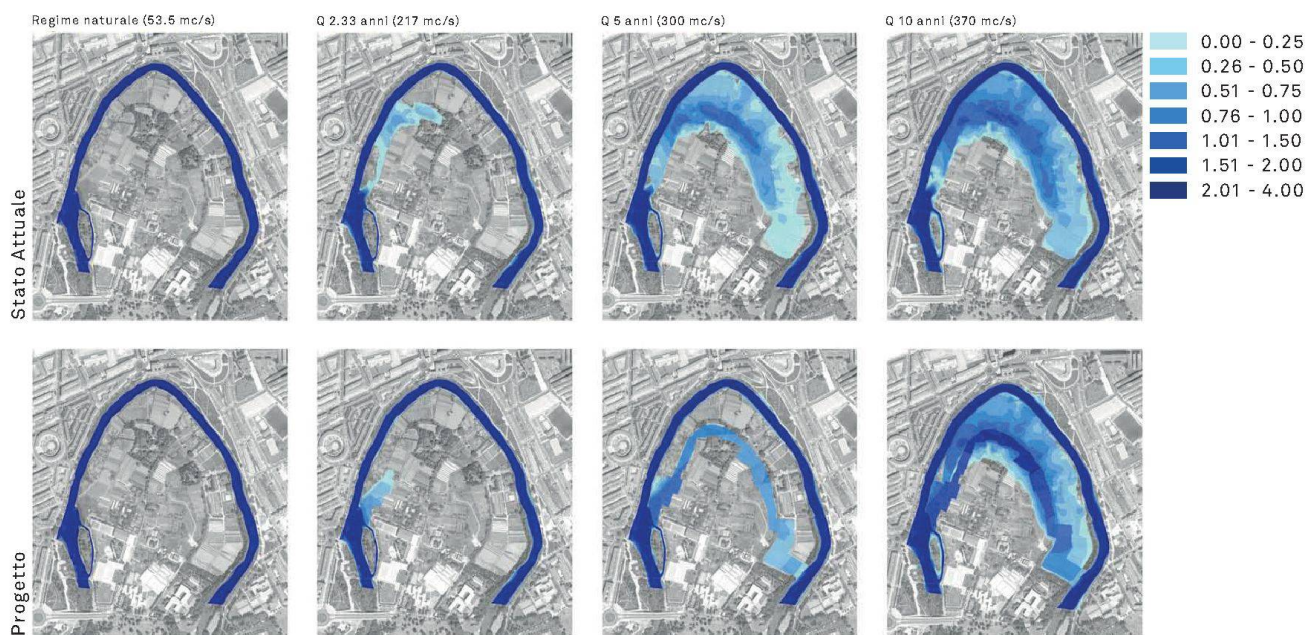 Regime naturale (53.5 mc/s)
Q 2.33 anni (217 mc/s)
Q 5 anni (300 mc/s)
Q 10 anni (370 mc/s)
0.00 - 0.25
0.26 - 0.50
0.51 - 0.75
0.76 - 1.00
1.01 - 1.50
1.51 - 2.00
2.01 - 4.00
Stato Attuale
Progetto